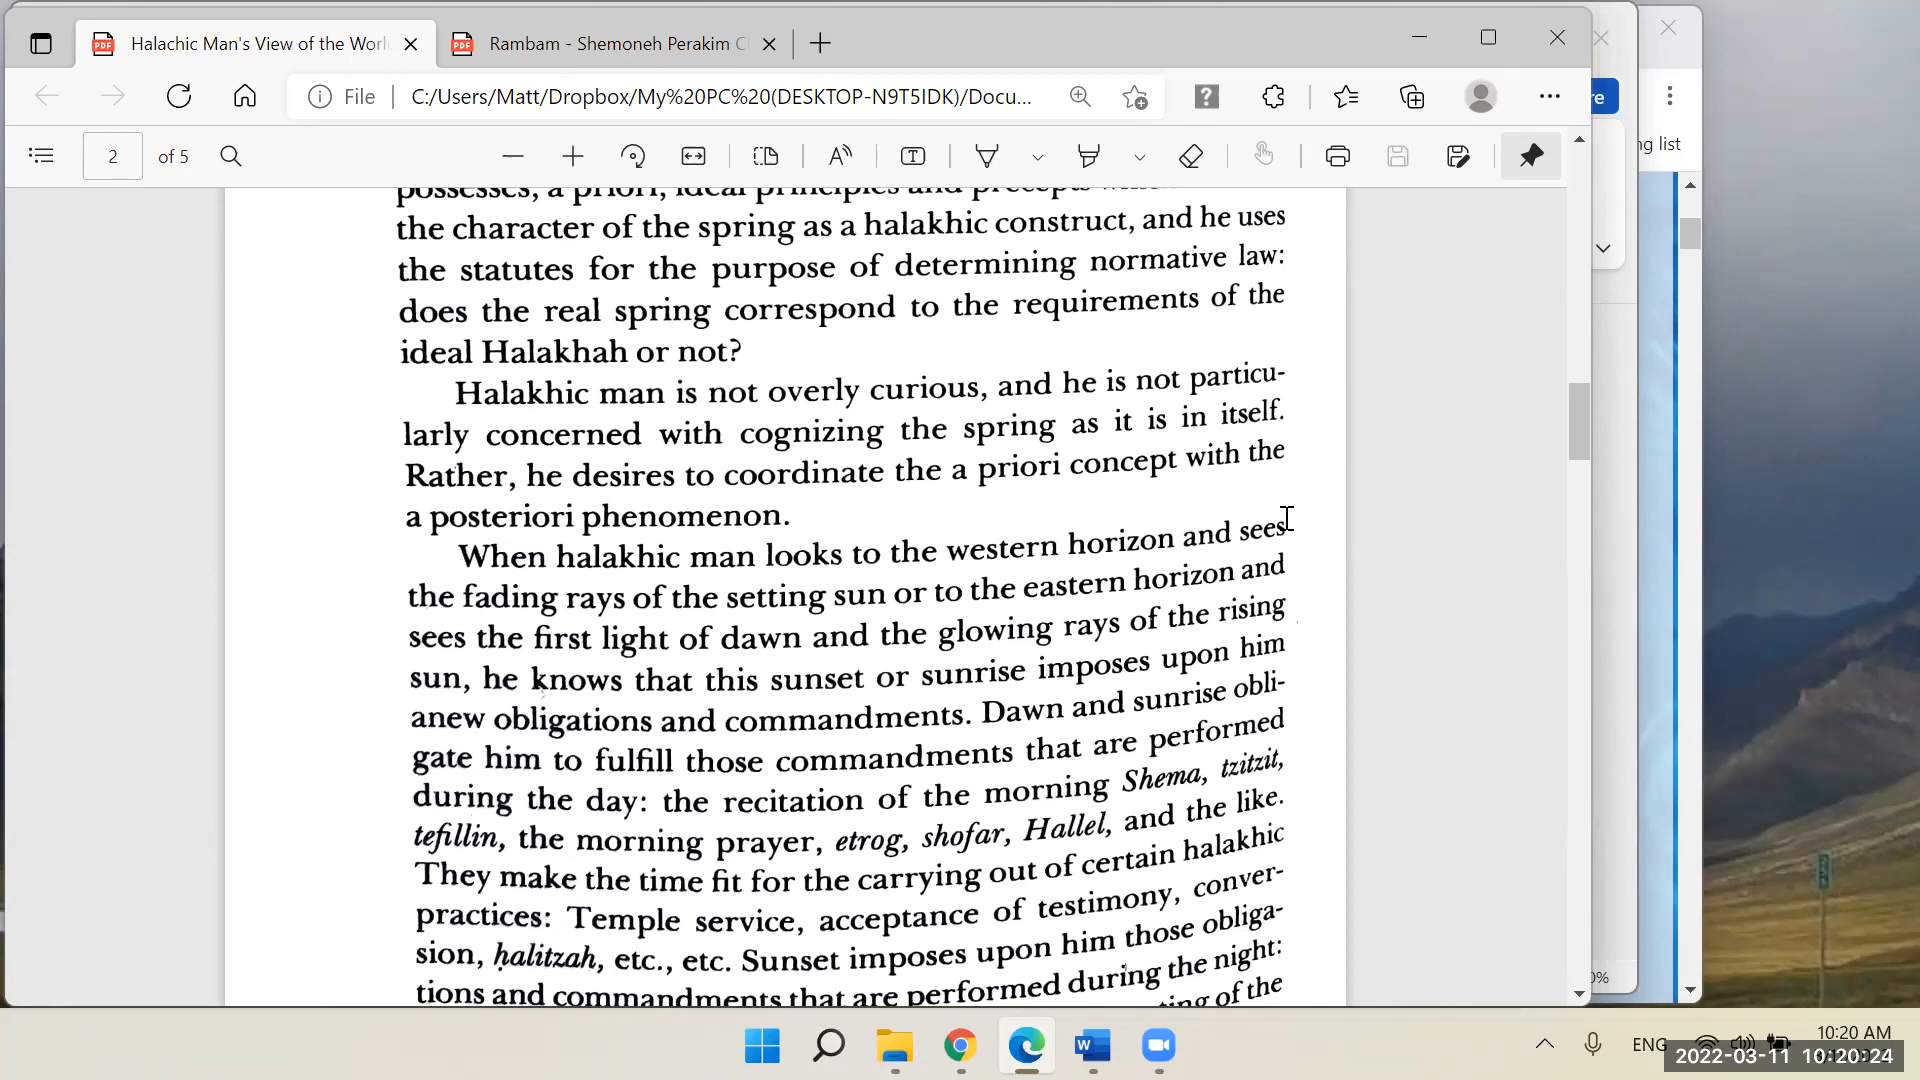 Halachic Man's View of the Worl
Rambam - Shemoneh Perakim C
File
C:/Users/Matt/Dropbox/My%20PC%20(DESKTOP-N9T5IDK)/Docu...
re
2 of 5
ng list
possesses, a priori, ideal principles and precepts
the character of the spring as a halakhic construct, and he uses
the statutes for the purpose of determining normative law:
does the real spring correspond to the requirements of the
ideal Halakhah or not?
Halakhic man is not overly curious, and he is not particu-
larly concerned with cognizing the spring as it is in itself.
Rather, he desires to coordinate the a priori concept with the
a posteriori phenomenon.
When halakhic man looks to the western horizon and sees
the fading rays of the setting sun or to the eastern horizon and
sees the first light of dawn and the glowing rays of the rising
sun, he knows that this sunset or sunrise imposes upon him
anew obligations and commandments. Dawn and sunrise obli-
gate him to fulfill those commandments that are performed
during the day: the recitation of the morning Shema, tzitzit,
tefillin, the morning prayer, etrog, shofar, Hallel, and the like.
They make the time fit for the carrying out of certain halakhic
practices: Temple service, acceptance of testimony, conver-
sion, ḥalitzah, etc., etc. Sunset imposes upon him those obliga-
tions and commandments that are performed during the night:
of the
0%
ENG
10:20 AM
2022-03-11 10:20:24